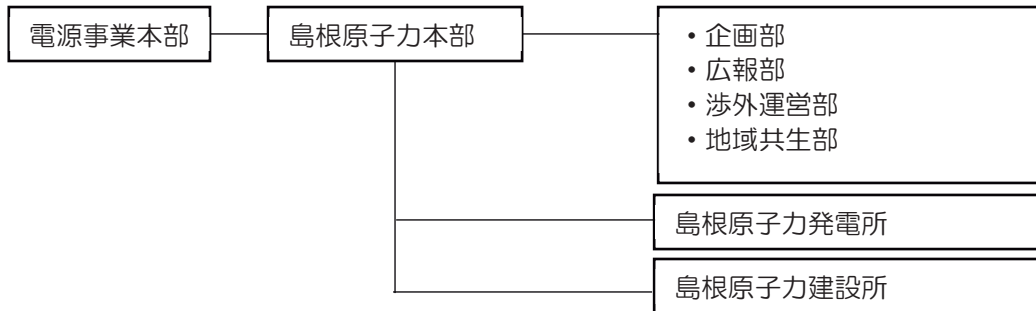 電源事業本部
島根原子力本部
・企画部
・広報部
・渉外運営部
・地域共生部
島根原子力発電所
島根原子力建設所